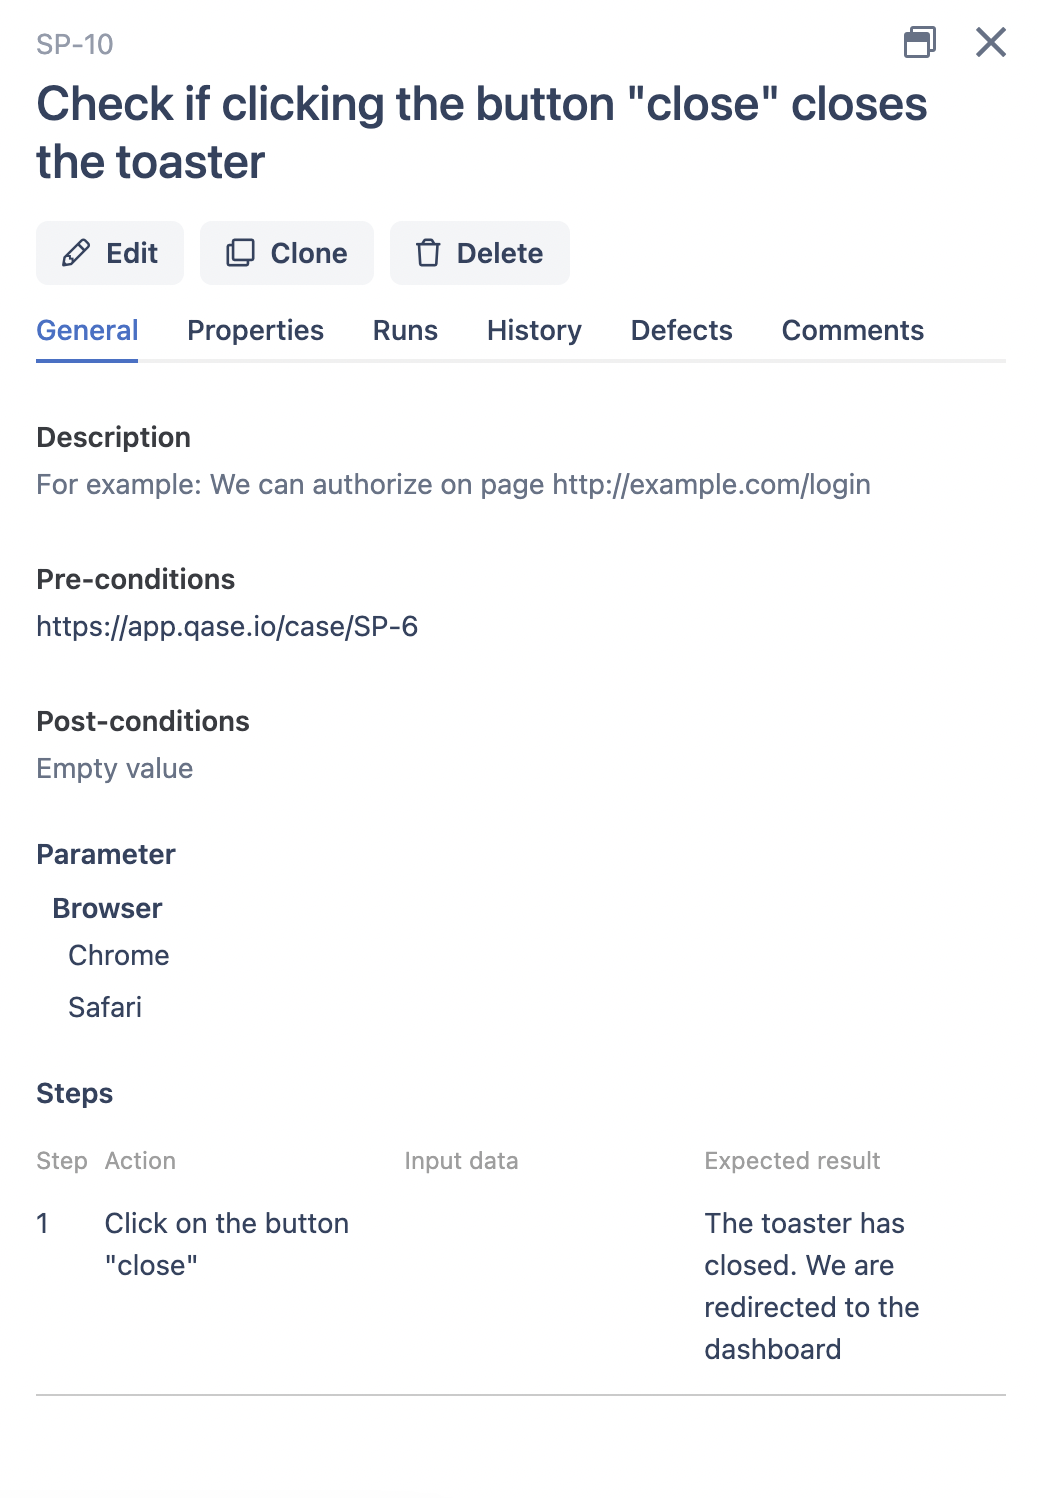 SP-10
Check if clicking the button "close" closes
the toaster
Edit Clone Delete
General Properties Runs History Defects Comments
Description
For example: We can authorize on page http://example.com/login
Pre-conditions
https://app.qase.io/case/SP-6
Post-conditions
Empty value
Parameter
Browser
Chrome
Safari
Steps
Step Action Input data Expected result
1 Click on the button The toaster has
"close" closed. We are
redirected to the
dashboard